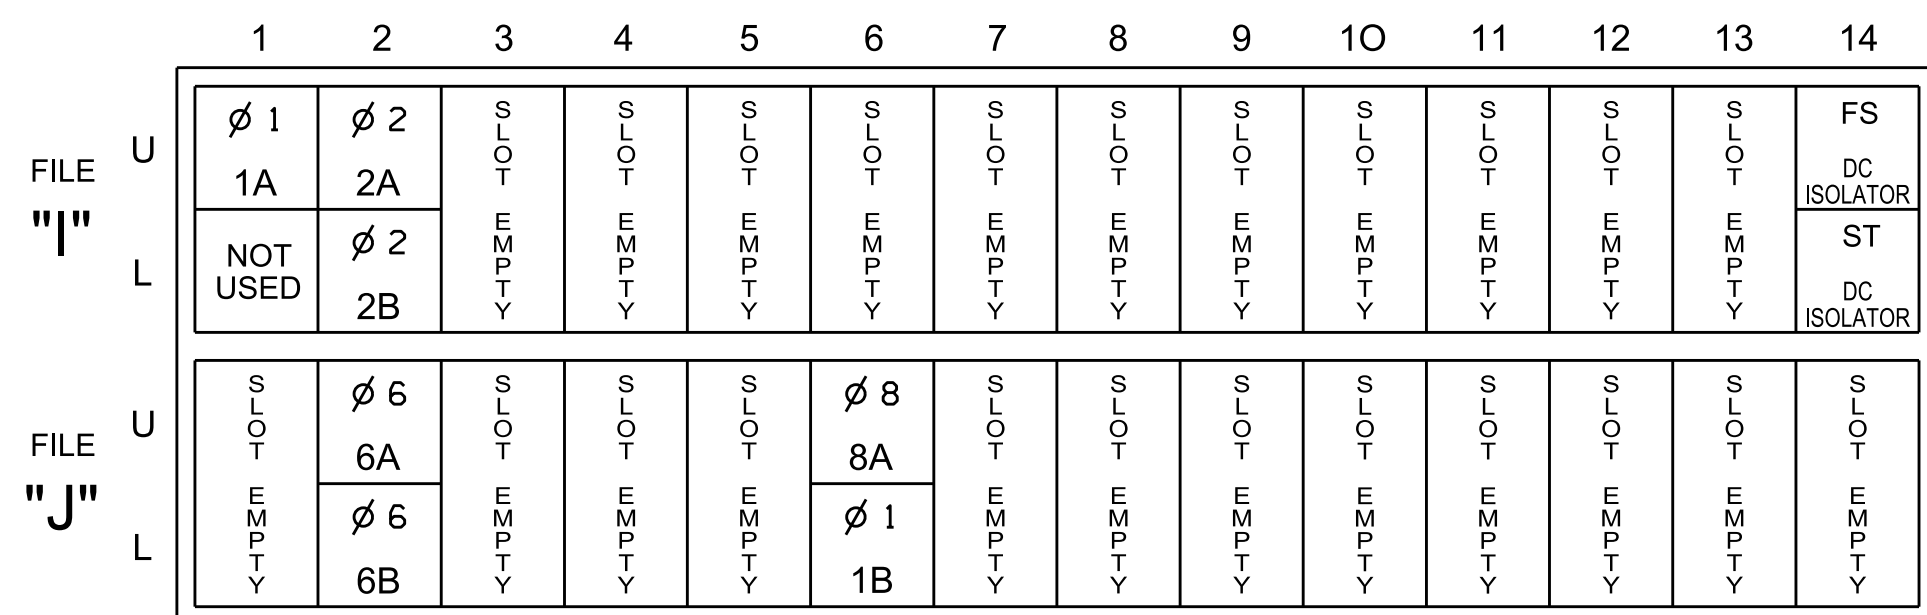 1 2 3 4 5 6 7 8 9 10 11 12 13 14
FILE "I"
U
Ø 1 1A
Ø 2 2A
SLOT EMPTY
SLOT EMPTY
SLOT EMPTY
SLOT EMPTY
SLOT EMPTY
SLOT EMPTY
SLOT EMPTY
SLOT EMPTY
SLOT EMPTY
SLOT EMPTY
SLOT EMPTY
FS DC ISOLATOR
L
NOT USED
Ø 2 2B
ST DC ISOLATOR
FILE "J"
U
SLOT EMPTY
Ø 6 6A
SLOT EMPTY
SLOT EMPTY
SLOT EMPTY
Ø 8 8A
SLOT EMPTY
SLOT EMPTY
SLOT EMPTY
SLOT EMPTY
SLOT EMPTY
SLOT EMPTY
SLOT EMPTY
SLOT EMPTY
L
Ø 6 6B
Ø 1 1B